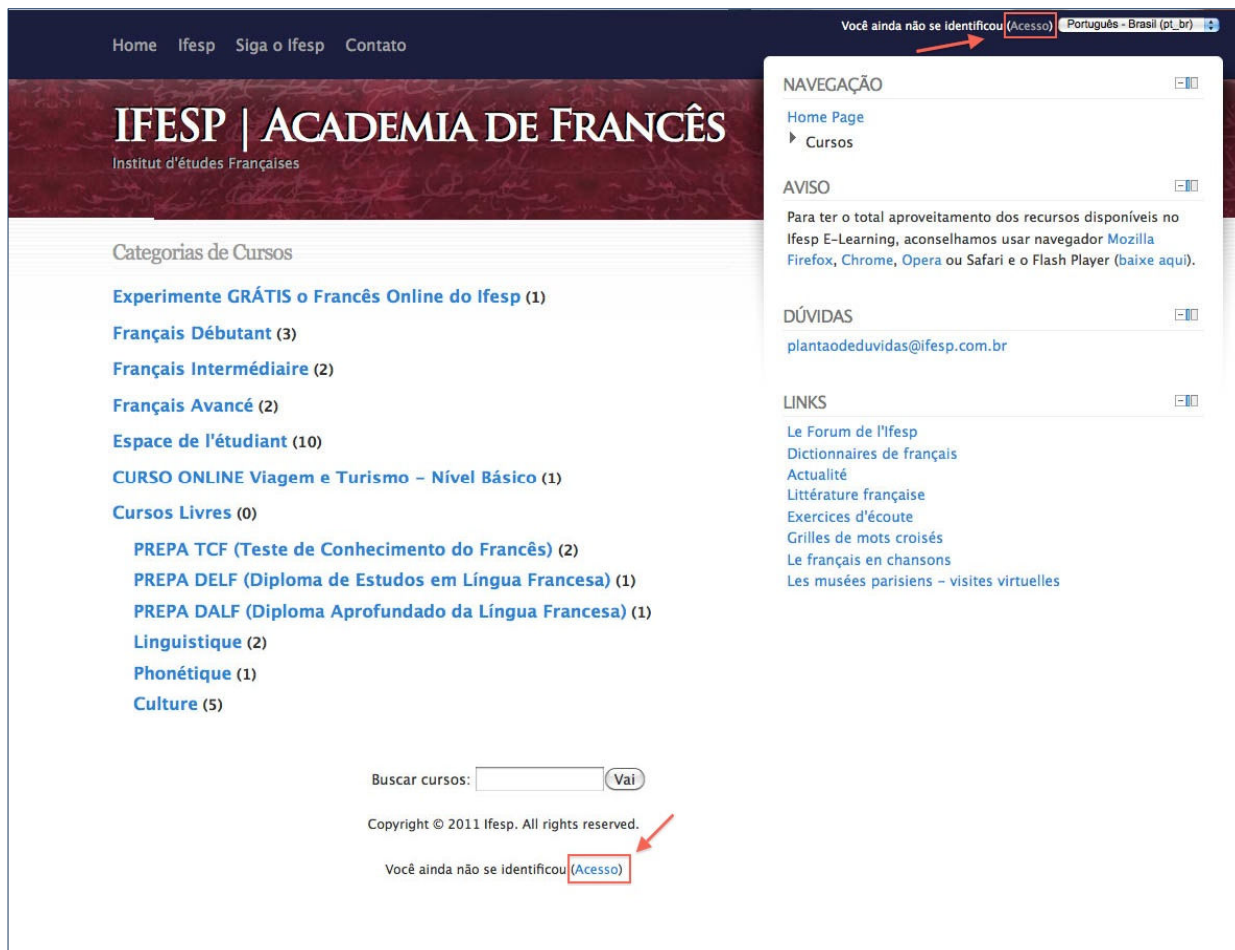 Home Ifesp Siga o Ifesp Contato
Você ainda não se identificou (Acesso) Português - Brasil (pt_br)
IFESP | ACADEMIA DE FRANCÊS
Institut d'études Françaises
Categorias de Cursos
Experimente GRÁTIS o Francês Online do Ifesp (1)
Français Débutant (3)
Français Intermédiaire (2)
Français Avancé (2)
Espace de l'étudiant (10)
CURSO ONLINE Viagem e Turismo – Nível Básico (1)
Cursos Livres (0)
PREPA TCF (Teste de Conhecimento do Francês) (2)
PREPA DELF (Diploma de Estudos em Língua Francesa) (1)
PREPA DALF (Diploma Aprofundado da Língua Francesa) (1)
Linguistique (2)
Phonétique (1)
Culture (5)
NAVEGAÇÃO
Home Page
Cursos
AVISO
Para ter o total aproveitamento dos recursos disponíveis no
Ifesp E-Learning, aconselhamos usar navegador Mozilla
Firefox, Chrome, Opera ou Safari e o Flash Player (baixe aqui).
DÚVIDAS
plantaodeduvidas@ifesp.com.br
LINKS
Le Forum de l'Ifesp
Dictionnaires de français
Actualité
Littérature française
Exercices d'écoute
Grilles de mots croisés
Le français en chansons
Les musées parisiens – visites virtuelles
Buscar cursos: Vai
Copyright © 2011 Ifesp. All rights reserved.
Você ainda não se identificou (Acesso)